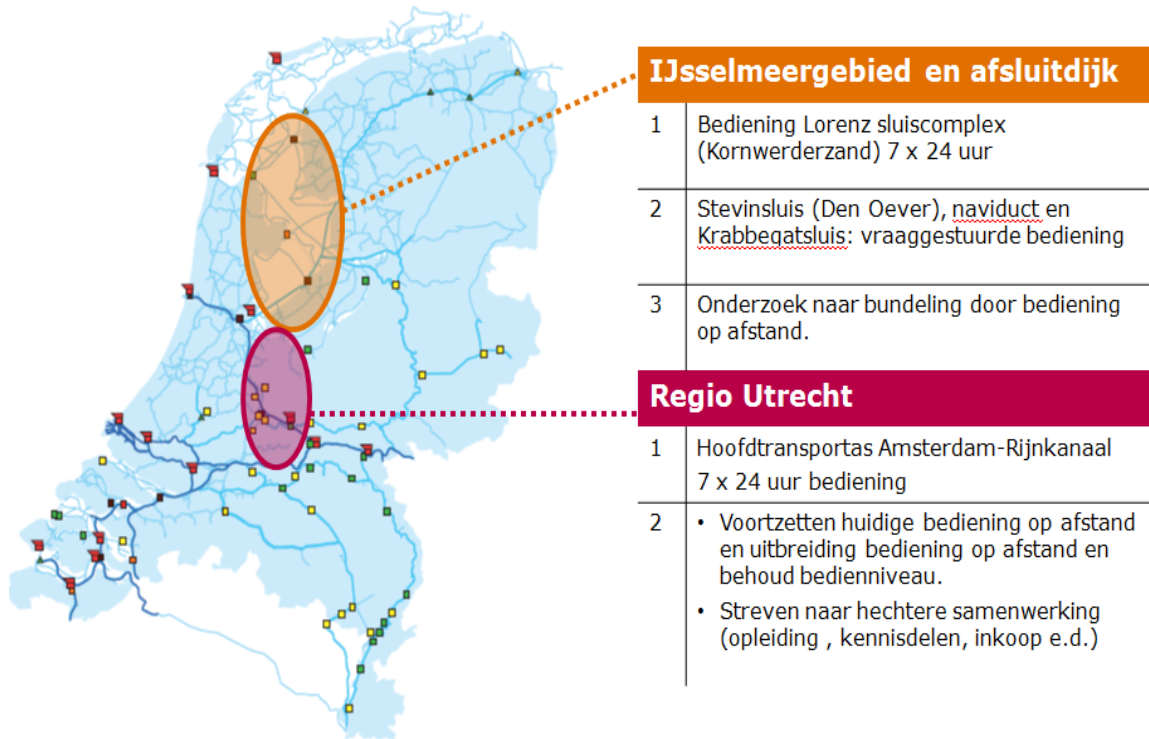 IJsselmeergebied en afsluitdijk
1 Bediening Lorenz sluiscomplex
(Kornwerderzand) 7 x 24 uur
2 Stevinsluis (Den Oever), naviduct en
Krabbegatsluis: vraaggestuurde bediening
3 Onderzoek naar bundeling door bediening
op afstand.
Regio Utrecht
1 Hoofdtransportas Amsterdam-Rijnkanaal
7 x 24 uur bediening
2 • Voortzetten huidige bediening op afstand
en uitbreiding bediening op afstand en
behoud bedienniveau.
• Streven naar hechtere samenwerking
(opleiding , kennisdelen, inkoop e.d.)